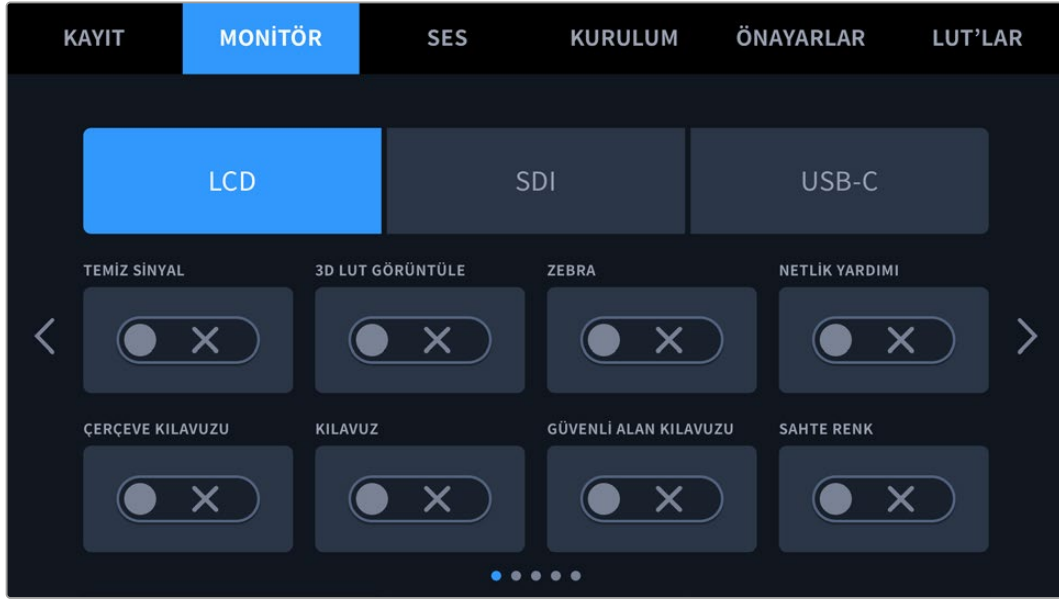 KAYIT MONİTÖR SES KURULUM ÖNAYARLAR LUT’LAR
LCD SDI USB-C
TEMİZ SİNYAL 3D LUT GÖRÜNTÜLE ZEBRA NETLİK YARDIMI
ÇERÇEVE KILAVUZU KILAVUZ GÜVENLİ ALAN KILAVUZU SAHTE RENK